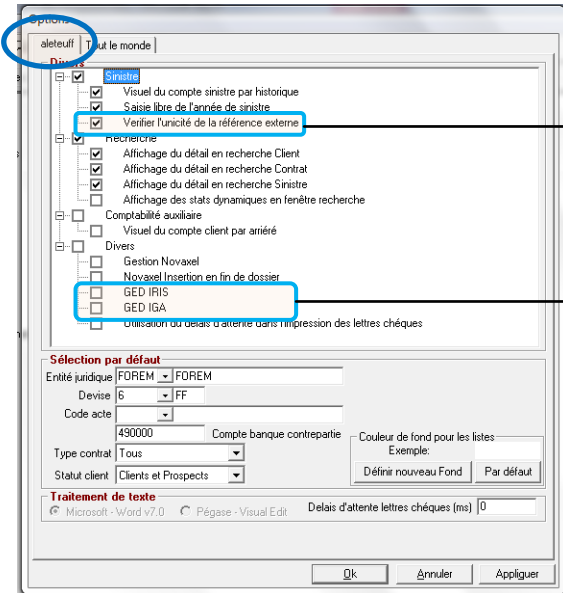 Options
aleteuff Tout le monde
Divers
Sinistre
Visuel du compte sinistre par historique
Saisie libre de l'année de sinistre
Verifier l'unicité de la référence externe
Recherche
Affichage du détail en recherche Client
Affichage du détail en recherche Contrat
Affichage du détail en recherche Sinistre
Affichage des stats dynamiques en fenêtre recherche
Comptabilité auxiliaire
Visuel du compte client par arriéré
Divers
Gestion Novaxel
Novaxel Insertion en fin de dossier
GED IRIS
GED IGA
Utilisation du délais d'attente dans l'impression des lettres chéques
Sélection par défaut
Entité juridique FOREM FOREM
Devise 6 FF
Code acte
490000 Compte banque contrepartie
Type contrat Tous
Statut client Clients et Prospects
Couleur de fond pour les listes
Exemple:
Définir nouveau Fond Par défaut
Traitement de texte
Microsoft - Word v7.0 Pégase - Visual Edit Delais d'attente lettres chéques (ms) 0
Ok Annuler Appliquer